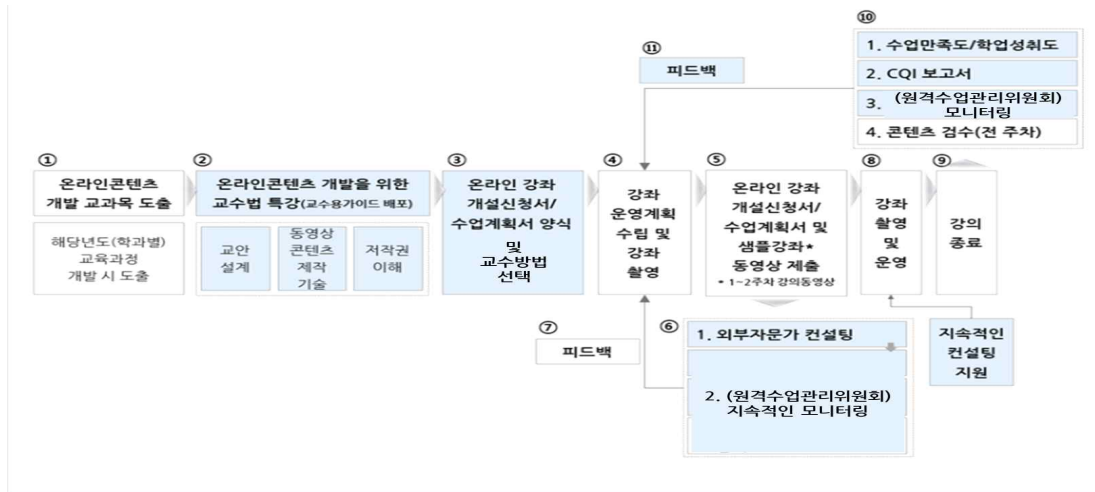 ⑩
1. 수업만족도/학업성취도
2. CQI 보고서
3. (원격수업관리위원회)
모니터링
4. 콘텐츠 검수(전 주차)
⑪
피드백
①
온라인콘텐츠
개발 교과목 도출
해당년도(학과별)
교육과정
개발 시 도출
②
온라인콘텐츠 개발을 위한
교수법 특강(교수용가이드 배포)
교안
설계
동영상
콘텐츠
제작
기술
저작권
이해
③
온라인 강좌
개설신청서/
수업계획서 양식
및
교수방법
선택
④
강좌
운영계획
수립 및
강좌
촬영
⑤
온라인 강좌
개설신청서/
수업계획서 및
샘플강좌*
동영상 제출
* 1~2주차 강의동영상
⑧
강좌
촬영
및
운영
⑨
강의
종료
⑦
피드백
⑥
1. 외부자문가 컨설팅
2. (원격수업관리위원회)
지속적인 모니터링
지속적인
컨설팅
지원